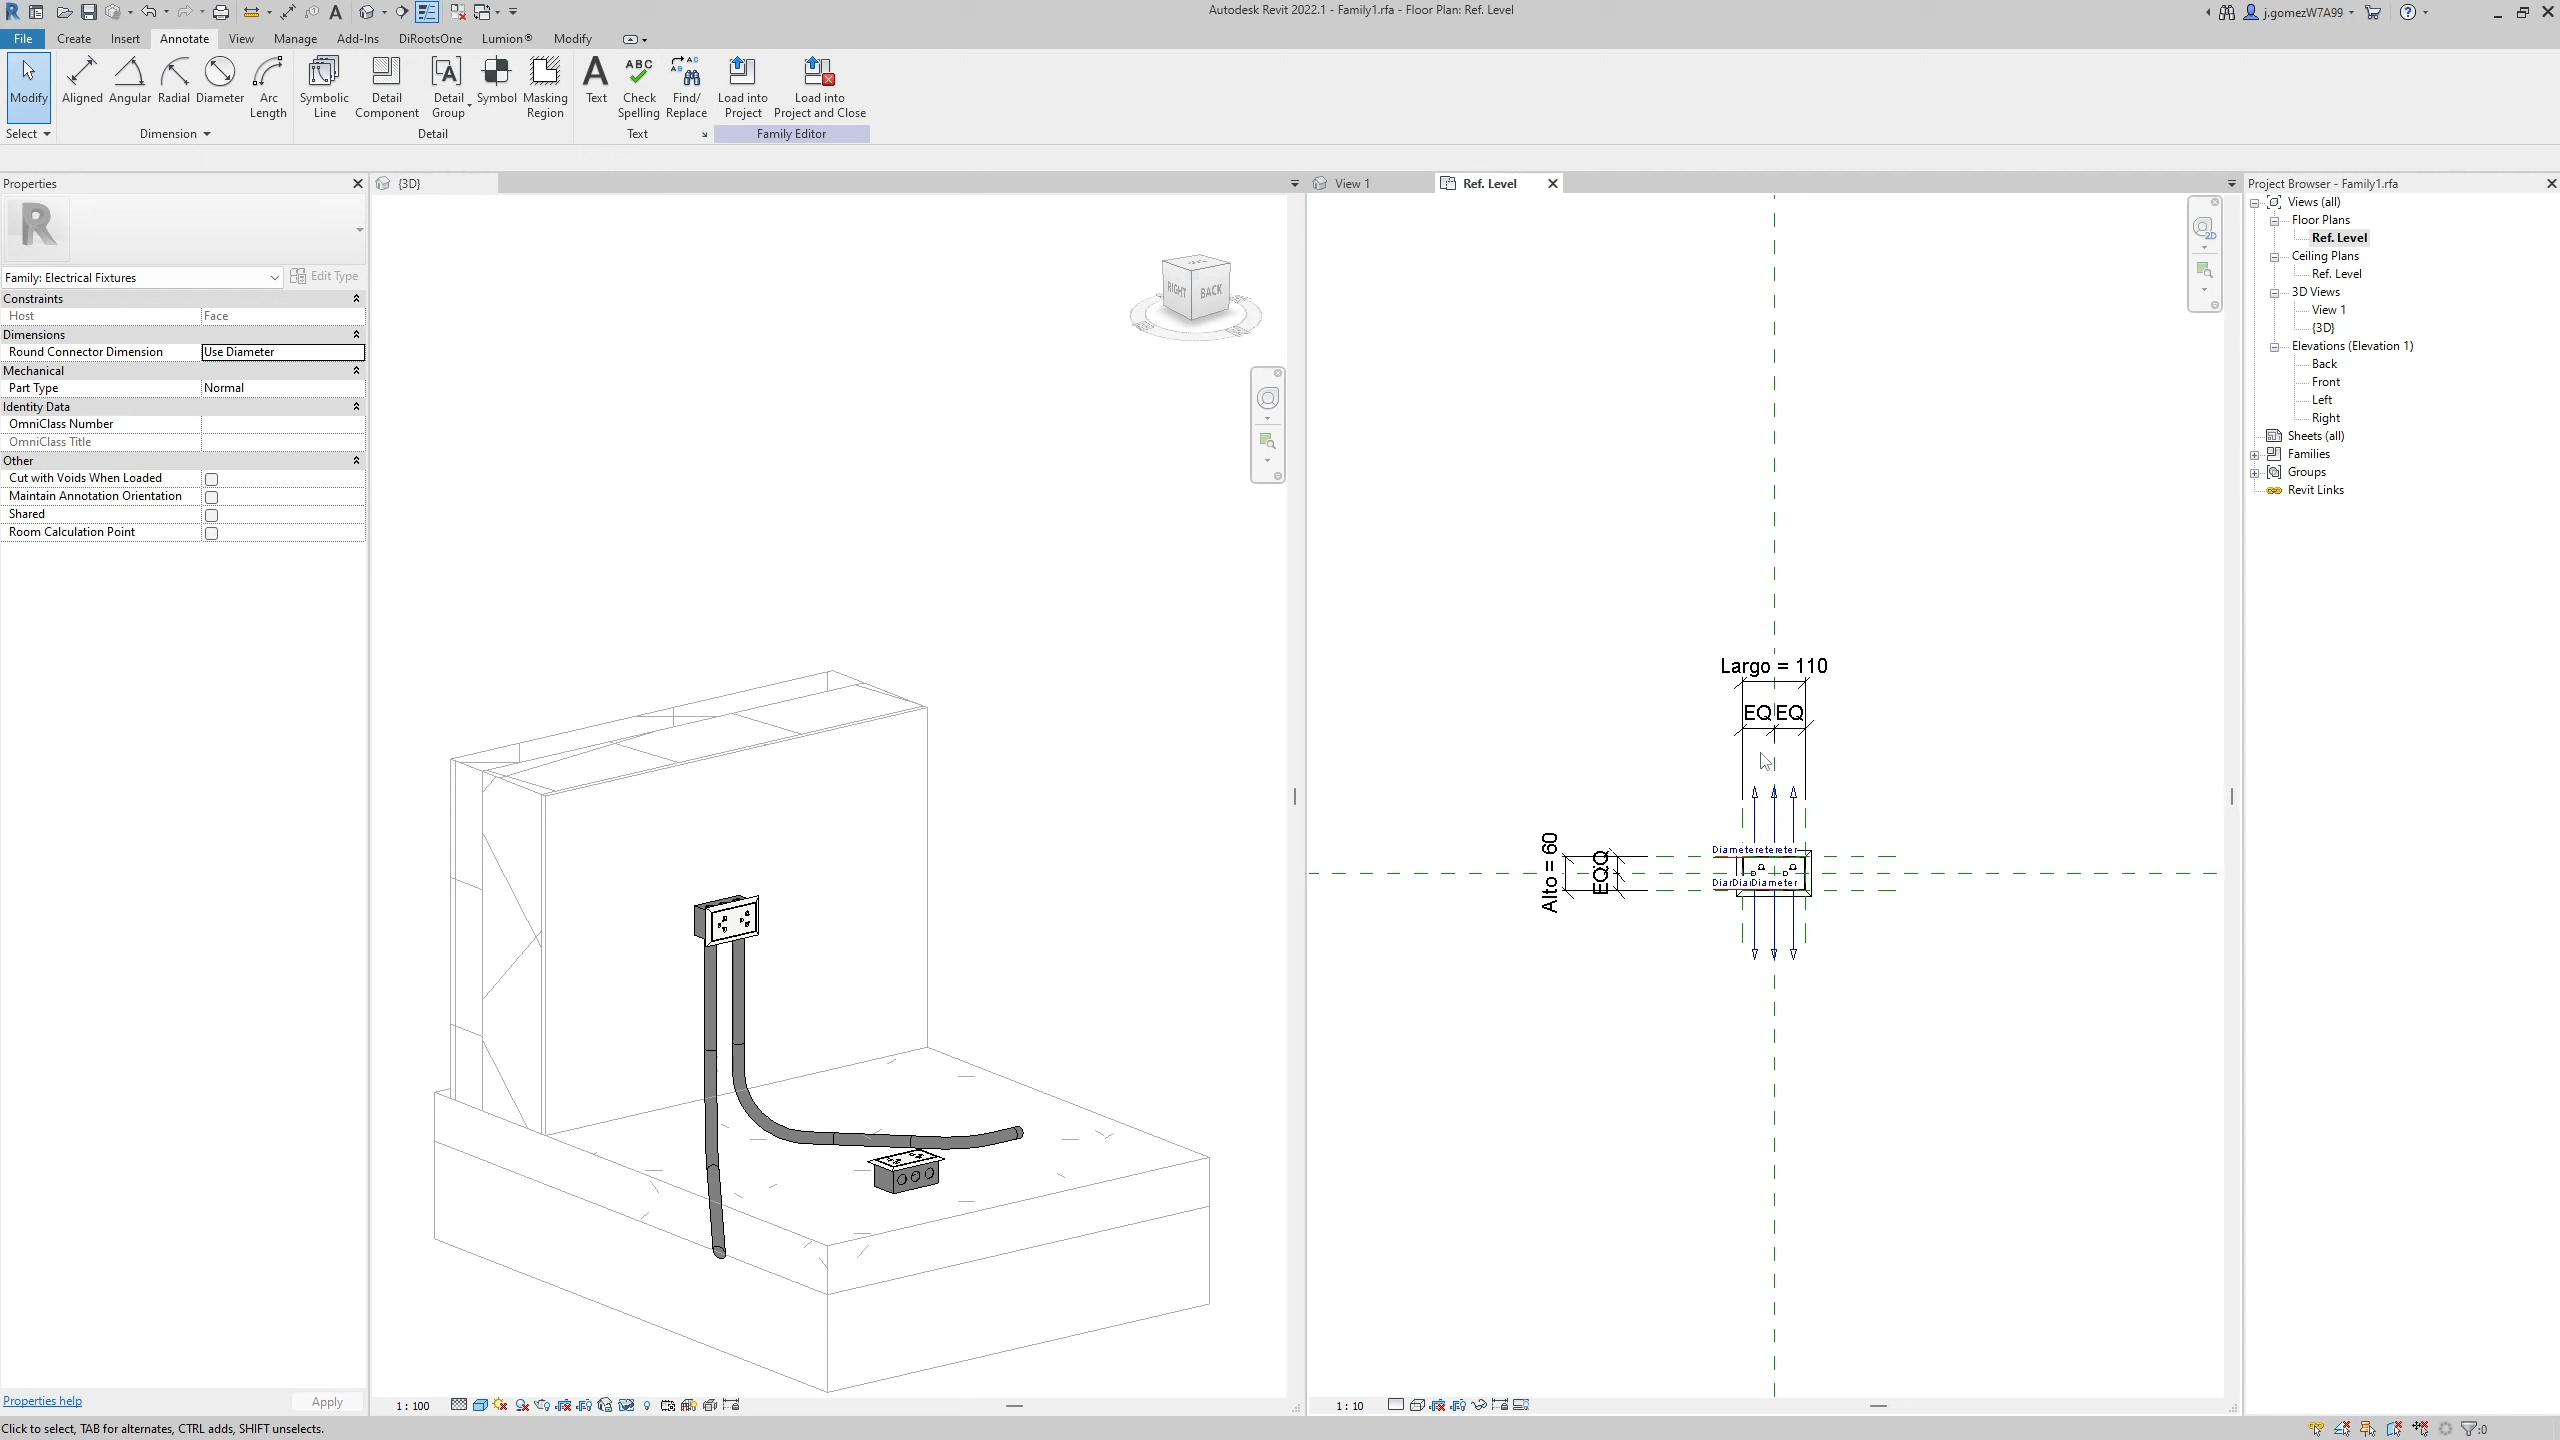 Autodesk Revit 2022.1 - Family1.rfa - Floor Plan: Ref. Level
j.gomezW7A99
File Create Insert Annotate View Manage Add-Ins DiRootsOne Lumion® Modify
Modify Aligned Angular Radial Diameter Arc Length Symbolic Line Detail Component Detail Group Symbol Masking Region Text ABC Check Spelling Find/ Replace Load into Project Load into Project and Close
Select Dimension Detail Text Family Editor
Properties
{3D}
View 1
Ref. Level
Project Browser - Family1.rfa
Family: Electrical Fixtures
Edit Type
Constraints
Host Face
Dimensions
Round Connector Dimension Use Diameter
Mechanical
Part Type Normal
Identity Data
OmniClass Number
OmniClass Title
Other
Cut with Voids When Loaded
Maintain Annotation Orientation
Shared
Room Calculation Point
Properties help
Apply
RIGHT BACK
1 : 100
2D
Largo = 110
EQ EQ
Alto = 60
Diameter
1 : 10
Views (all)
Floor Plans
Ref. Level
Ceiling Plans
Ref. Level
3D Views
View 1
{3D}
Elevations (Elevation 1)
Back
Front
Left
Right
Sheets (all)
Families
Groups
Revit Links
Click to select, TAB for alternates, CTRL adds, SHIFT unselects.
:0